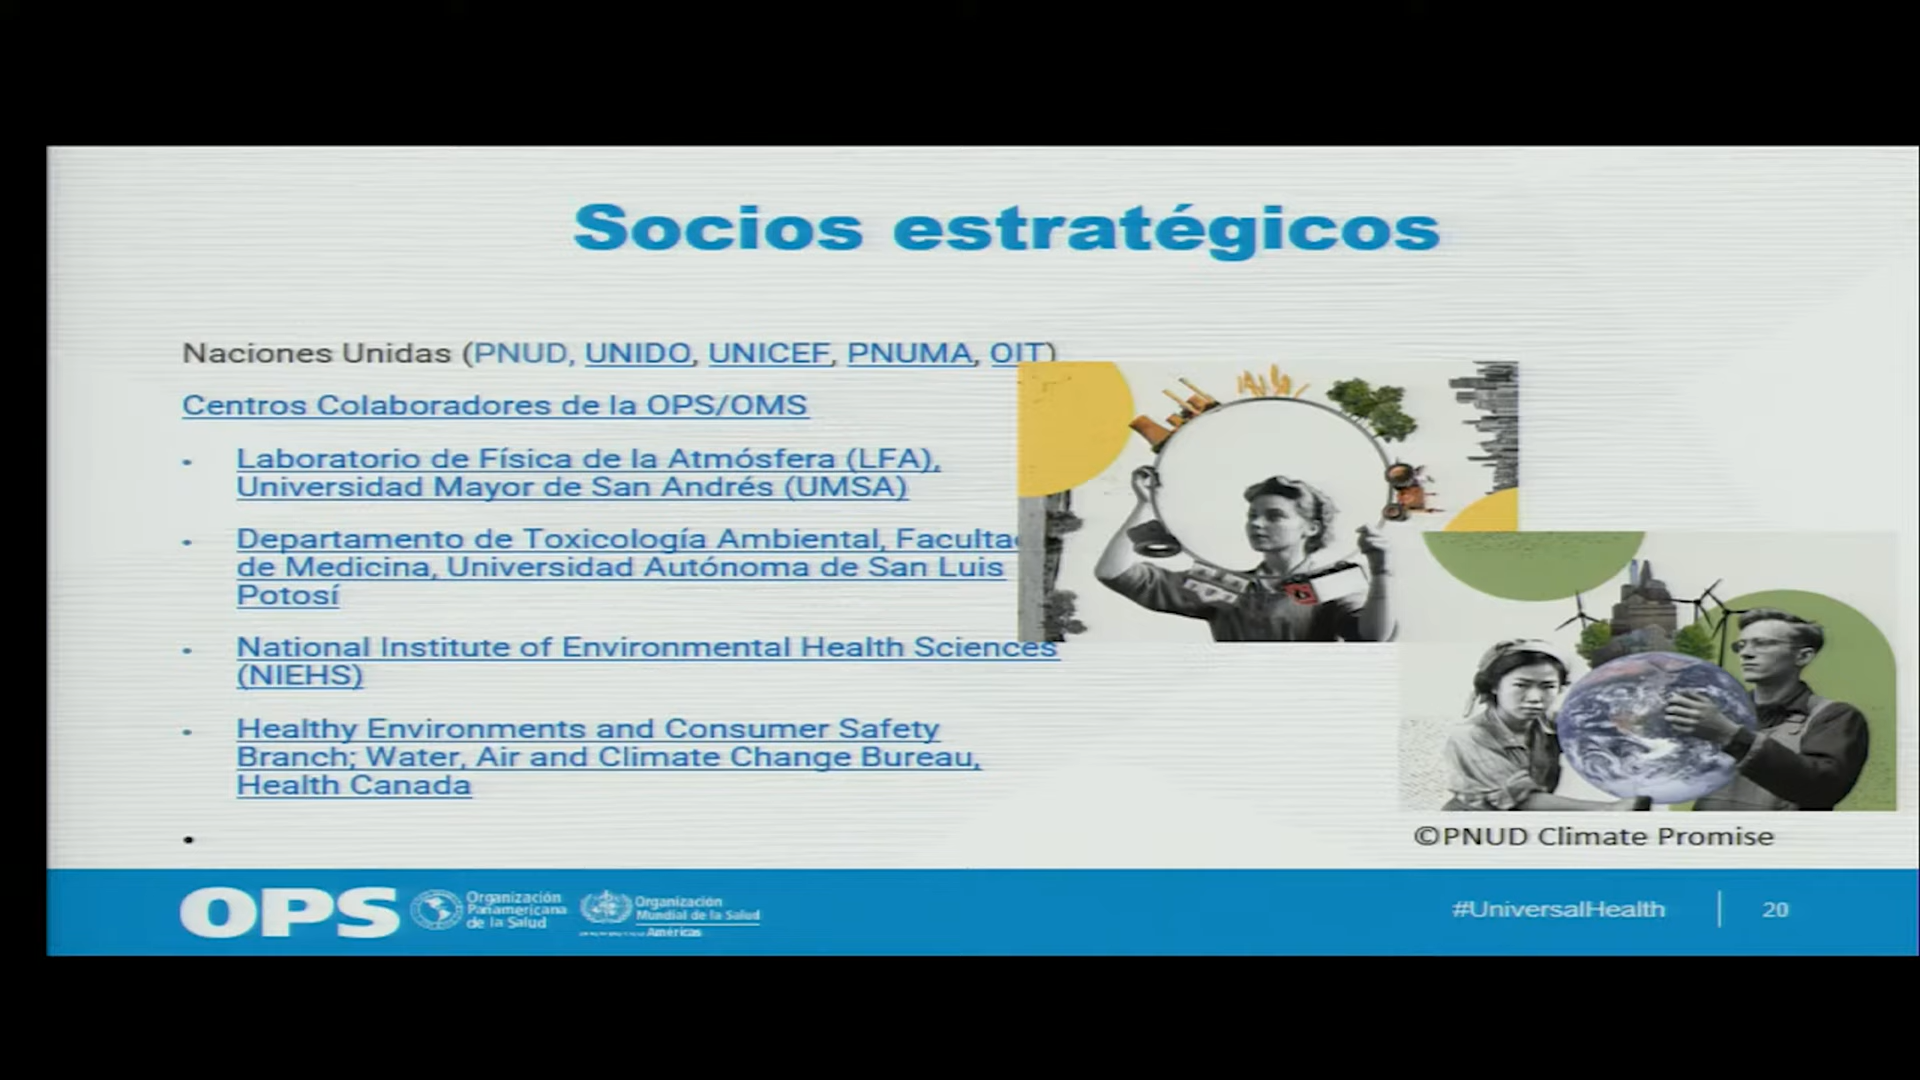 Socios estratégicos
Naciones Unidas (PNUD, UNIDO, UNICEF, PNUMA, OIT)
Centros Colaboradores de la OPS/OMS
• Laboratorio de Física de la Atmósfera (LFA),
Universidad Mayor de San Andrés (UMSA)
• Departamento de Toxicología Ambiental, Faculta
de Medicina, Universidad Autónoma de San Luis
Potosí
• National Institute of Environmental Health Sciences
(NIEHS)
• Healthy Environments and Consumer Safety
Branch; Water, Air and Climate Change Bureau,
Health Canada
•
©PNUD Climate Promise
OPS
Organización
Panamericana
de la Salud
Organización
Mundial de la Salud
Américas
#UniversalHealth
20